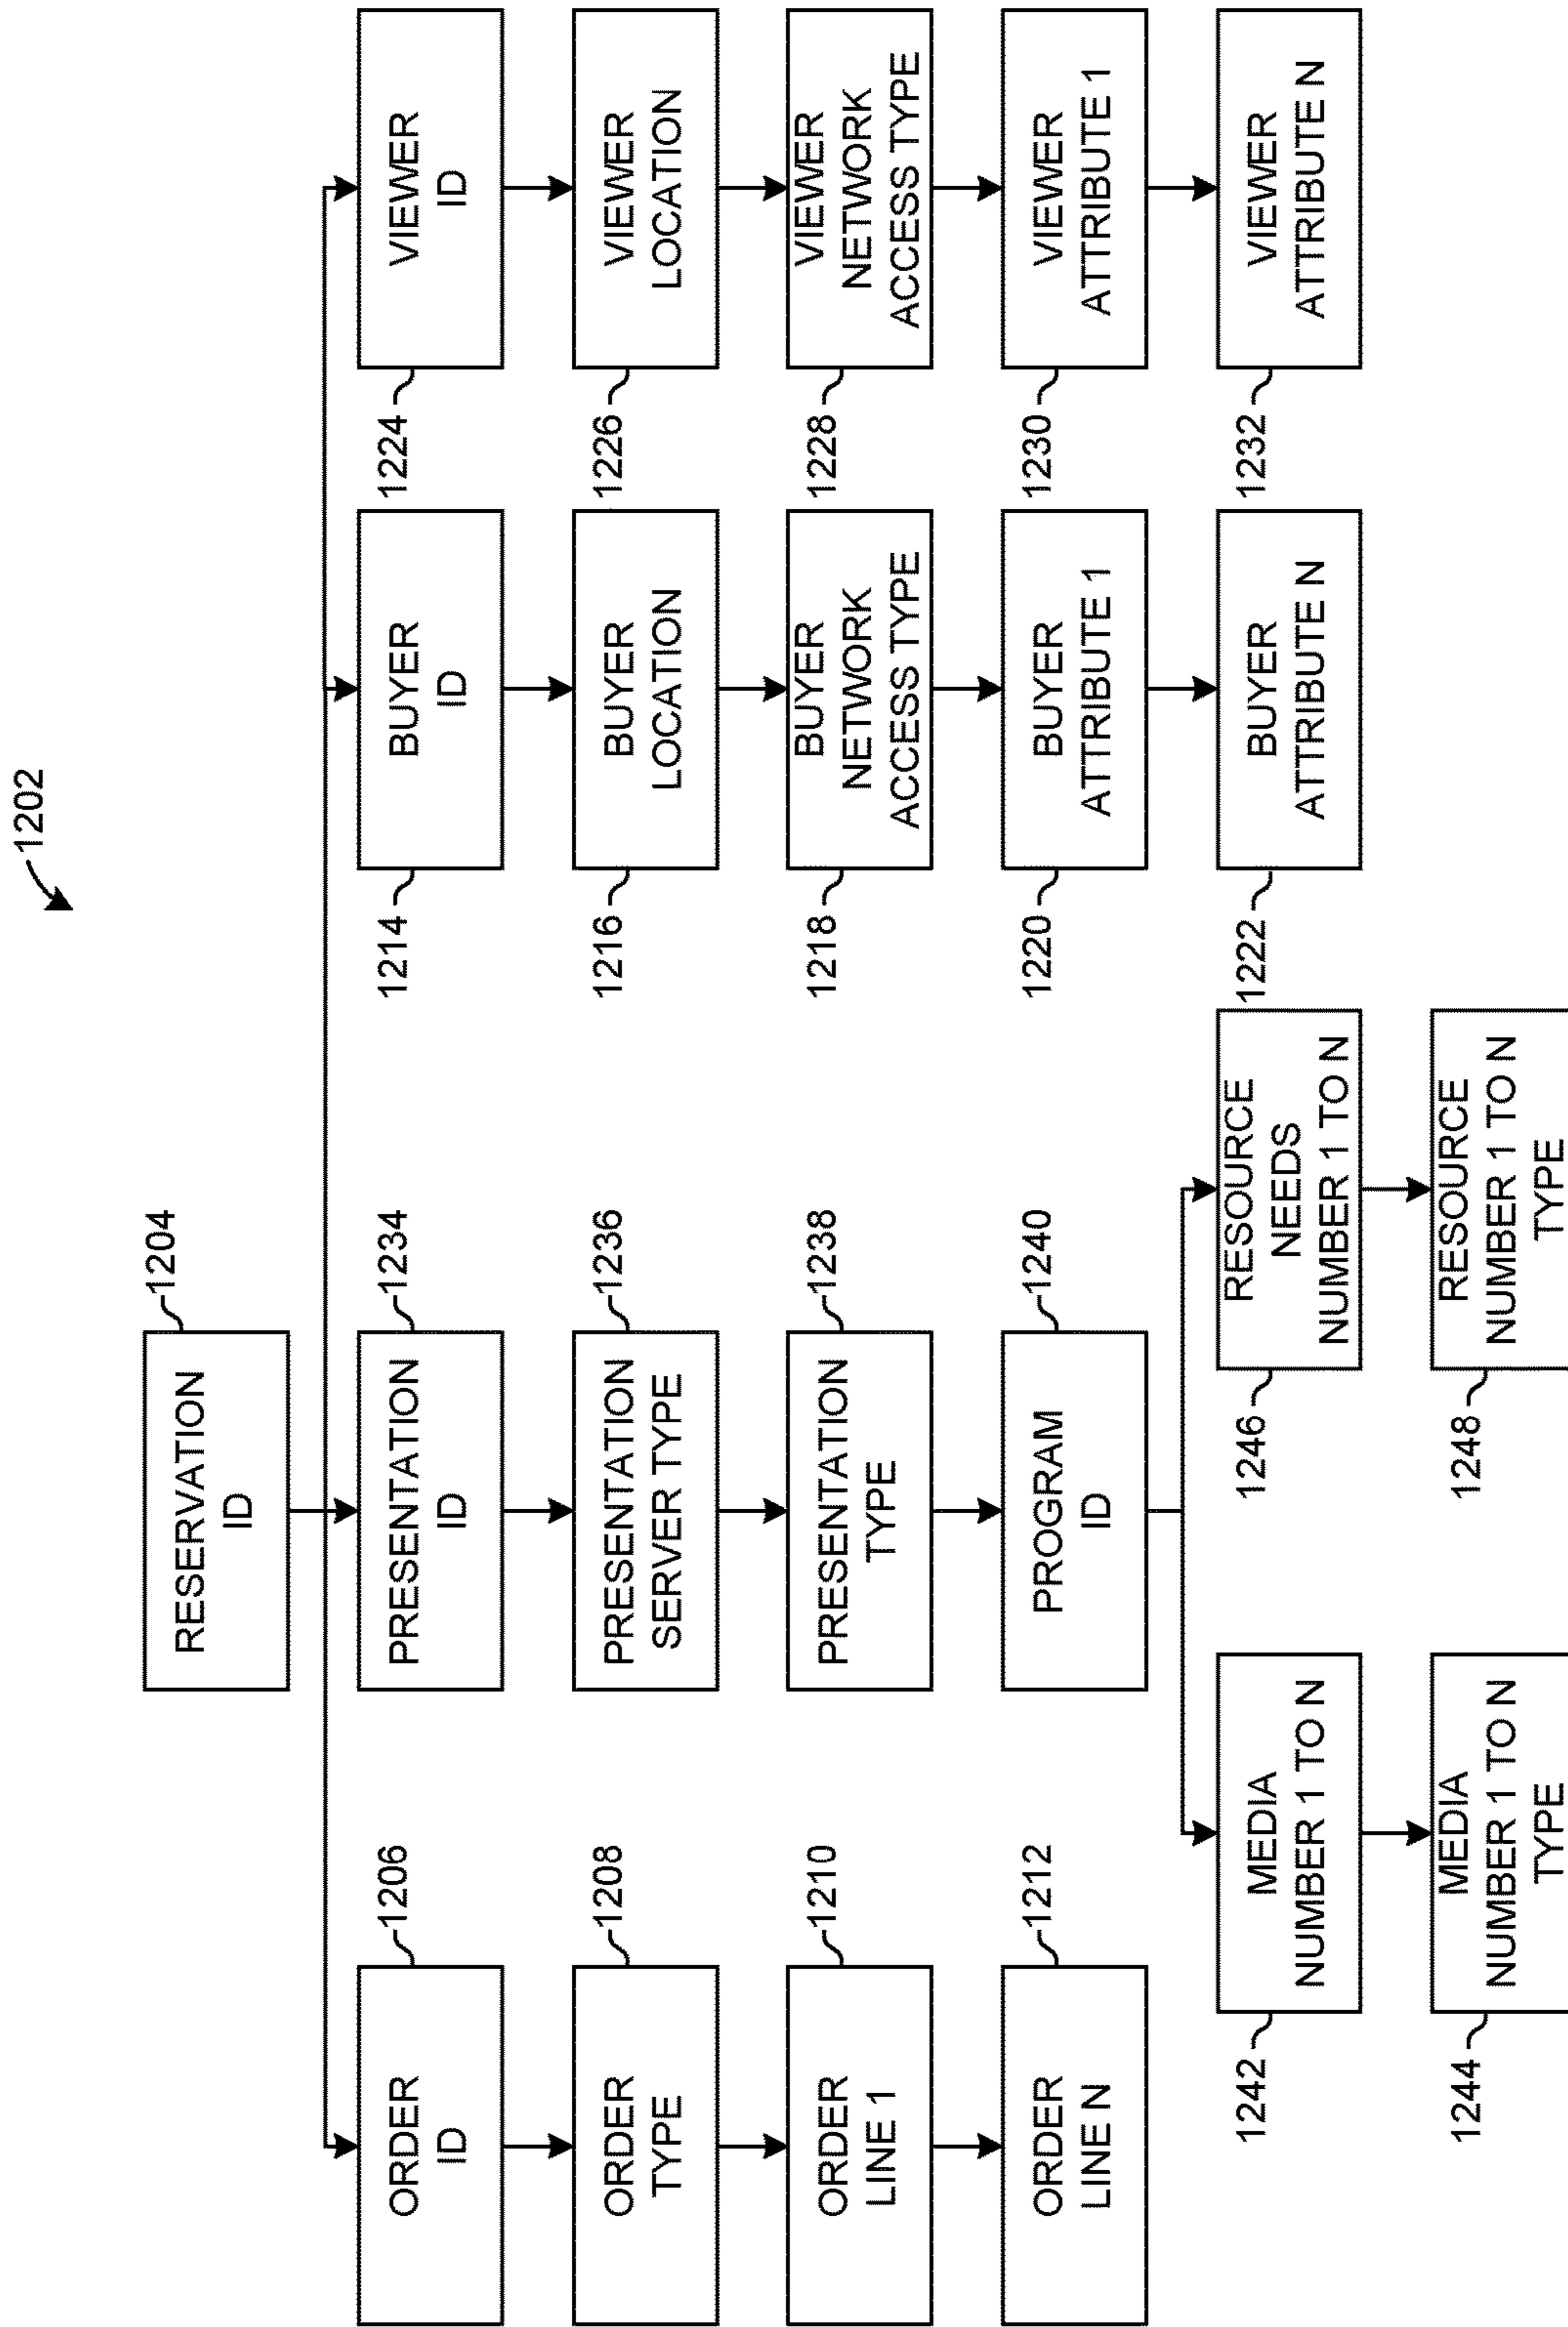 1202
RESERVATION
ID
1204
ORDER
ID
1206
PRESENTATION
ID
1234
1214
BUYER
ID
1224
VIEWER
ID
ORDER
TYPE
1208
PRESENTATION
SERVER TYPE
1236
1216
BUYER
LOCATION
1226
VIEWER
LOCATION
ORDER
LINE 1
1210
PRESENTATION
TYPE
1238
1218
BUYER
NETWORK
ACCESS TYPE
1228
VIEWER
NETWORK
ACCESS TYPE
ORDER
LINE N
1212
PROGRAM
ID
1240
1220
BUYER
ATTRIBUTE 1
1230
VIEWER
ATTRIBUTE 1
1242
MEDIA
NUMBER 1 TO N
1246
RESOURCE
NEEDS
NUMBER 1 TO N
1222
BUYER
ATTRIBUTE N
1232
VIEWER
ATTRIBUTE N
1244
MEDIA
NUMBER 1 TO N
TYPE
1248
RESOURCE
NUMBER 1 TO N
TYPE